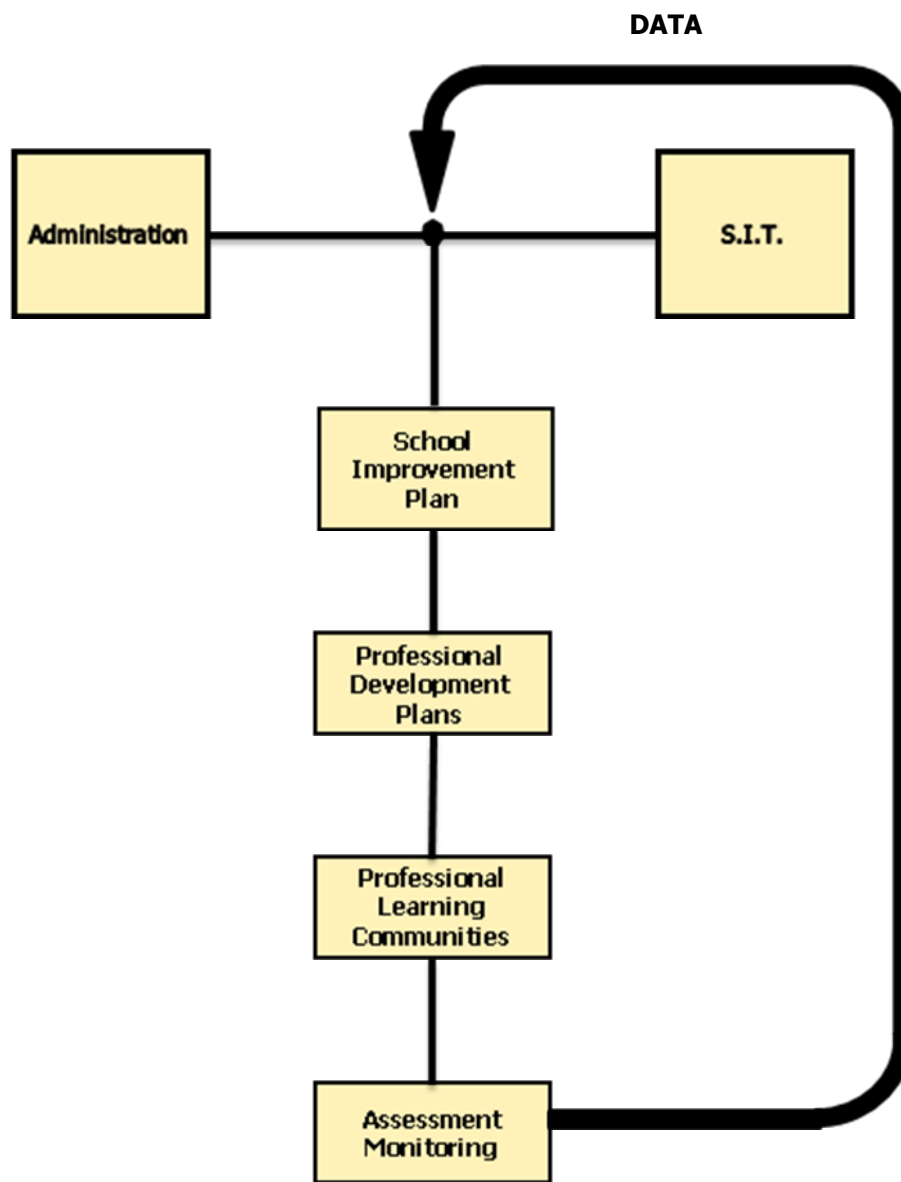 DATA
Administration
S.I.T.
School
Improvement
Plan
Professional
Development
Plans
Professional
Learning
Communities
Assessment
Monitoring